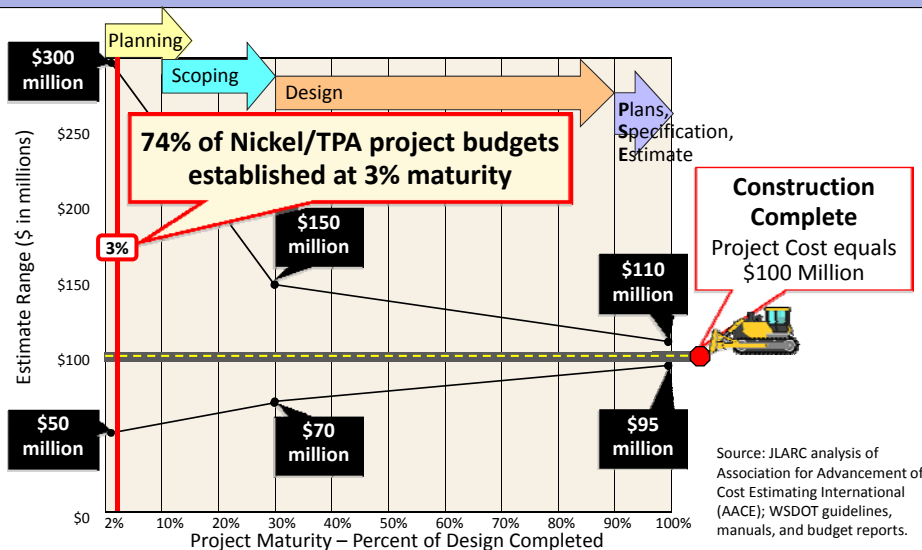 Planning
$300
million
Scoping
Design
Plans,
Specification,
Estimate
$250
74% of Nickel/TPA project budgets
established at 3% maturity
$200
$150
million
3%
Construction
Complete
Project Cost equals
$100 Million
$110
million
$150
$100
Estimate Range ($ in millions)
$50
million
$70
million
$95
million
$0
2% 10% 20% 30% 40% 50% 60% 70% 80% 90% 100%
Project Maturity – Percent of Design Completed
Source: JLARC analysis of
Association for Advancement of
Cost Estimating International
(AACE); WSDOT guidelines,
manuals, and budget reports.